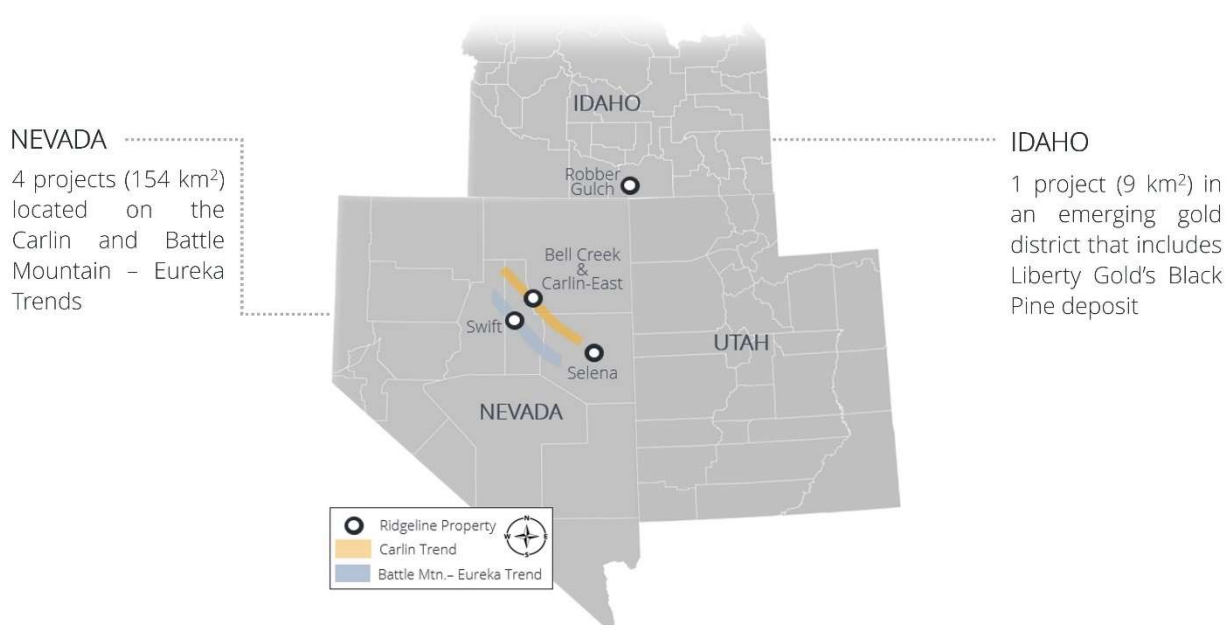 NEVADA
4 projects (154 km²)
located on the
Carlin and Battle
Mountain – Eureka
Trends
IDAHO
Robber
Gulch
Bell Creek
&
Carlin-East
Swift
Selena
NEVADA
UTAH
IDAHO
1 project (9 km²) in
an emerging gold
district that includes
Liberty Gold's Black
Pine deposit
Ridgeline Property
Carlin Trend
Battle Mtn.– Eureka Trend
N
W E
S